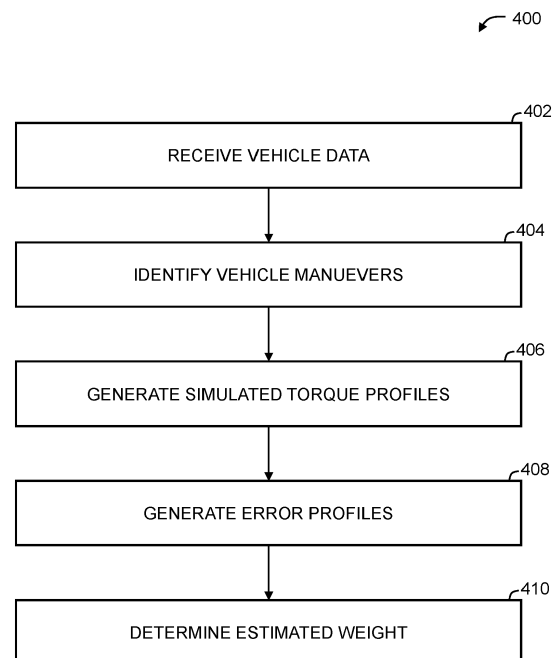 400
402
RECEIVE VEHICLE DATA
404
IDENTIFY VEHICLE MANUEVERS
406
GENERATE SIMULATED TORQUE PROFILES
408
GENERATE ERROR PROFILES
410
DETERMINE ESTIMATED WEIGHT